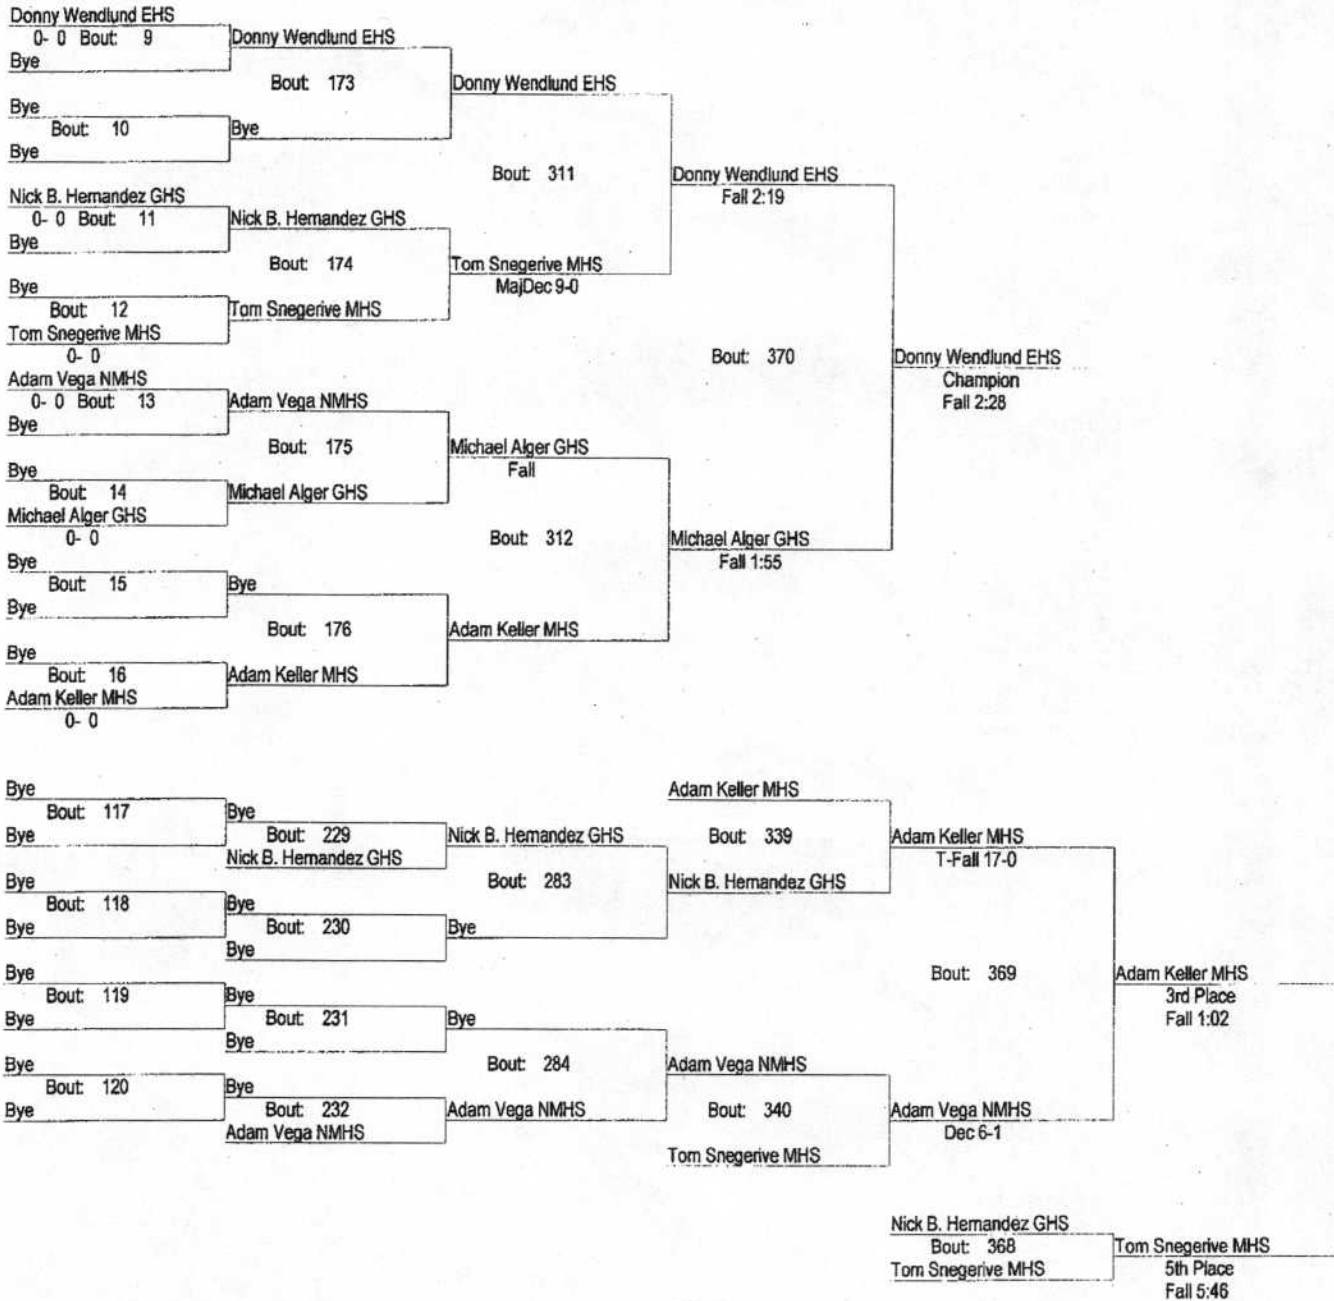 Donny Wendlund EHS
0- 0 Bout: 9
Bye
Donny Wendlund EHS
Bout: 173
Bye
Bout: 10
Bye
Bye
Donny Wendlund EHS
Bout: 311
Nick B. Hernandez GHS
0- 0 Bout: 11
Bye
Nick B. Hernandez GHS
Bout: 174
Bye
Bout: 12
Tom Snegerive MHS
0- 0
Tom Snegerive MHS
Tom Snegerive MHS
MajDec 9-0
Donny Wendlund EHS
Fall 2:19
Bout: 370
Adam Vega NMHS
0- 0 Bout: 13
Bye
Adam Vega NMHS
Bout: 175
Bye
Bout: 14
Michael Alger GHS
0- 0
Michael Alger GHS
Michael Alger GHS
Fall
Bout: 312
Bye
Bout: 15
Bye
Bye
Bout: 176
Bye
Bout: 16
Adam Keller MHS
0- 0
Adam Keller MHS
Adam Keller MHS
Michael Alger GHS
Fall 1:55
Donny Wendlund EHS
Champion
Fall 2:28
Bye
Bout: 117
Bye
Bye
Bout: 229
Nick B. Hernandez GHS
Nick B. Hernandez GHS
Bout: 283
Bye
Bout: 118
Bye
Bye
Bout: 230
Bye
Bye
Adam Keller MHS
Bout: 339
Nick B. Hernandez GHS
Adam Keller MHS
T-Fall 17-0
Bout: 369
Bye
Bout: 119
Bye
Bye
Bout: 231
Bye
Bye
Bout: 284
Bye
Bout: 120
Bye
Bye
Bout: 232
Adam Vega NMHS
Adam Vega NMHS
Adam Vega NMHS
Bout: 340
Tom Snegerive MHS
Adam Vega NMHS
Dec 6-1
Adam Keller MHS
3rd Place
Fall 1:02
Nick B. Hernandez GHS
Bout: 368
Tom Snegerive MHS
Tom Snegerive MHS
5th Place
Fall 5:46